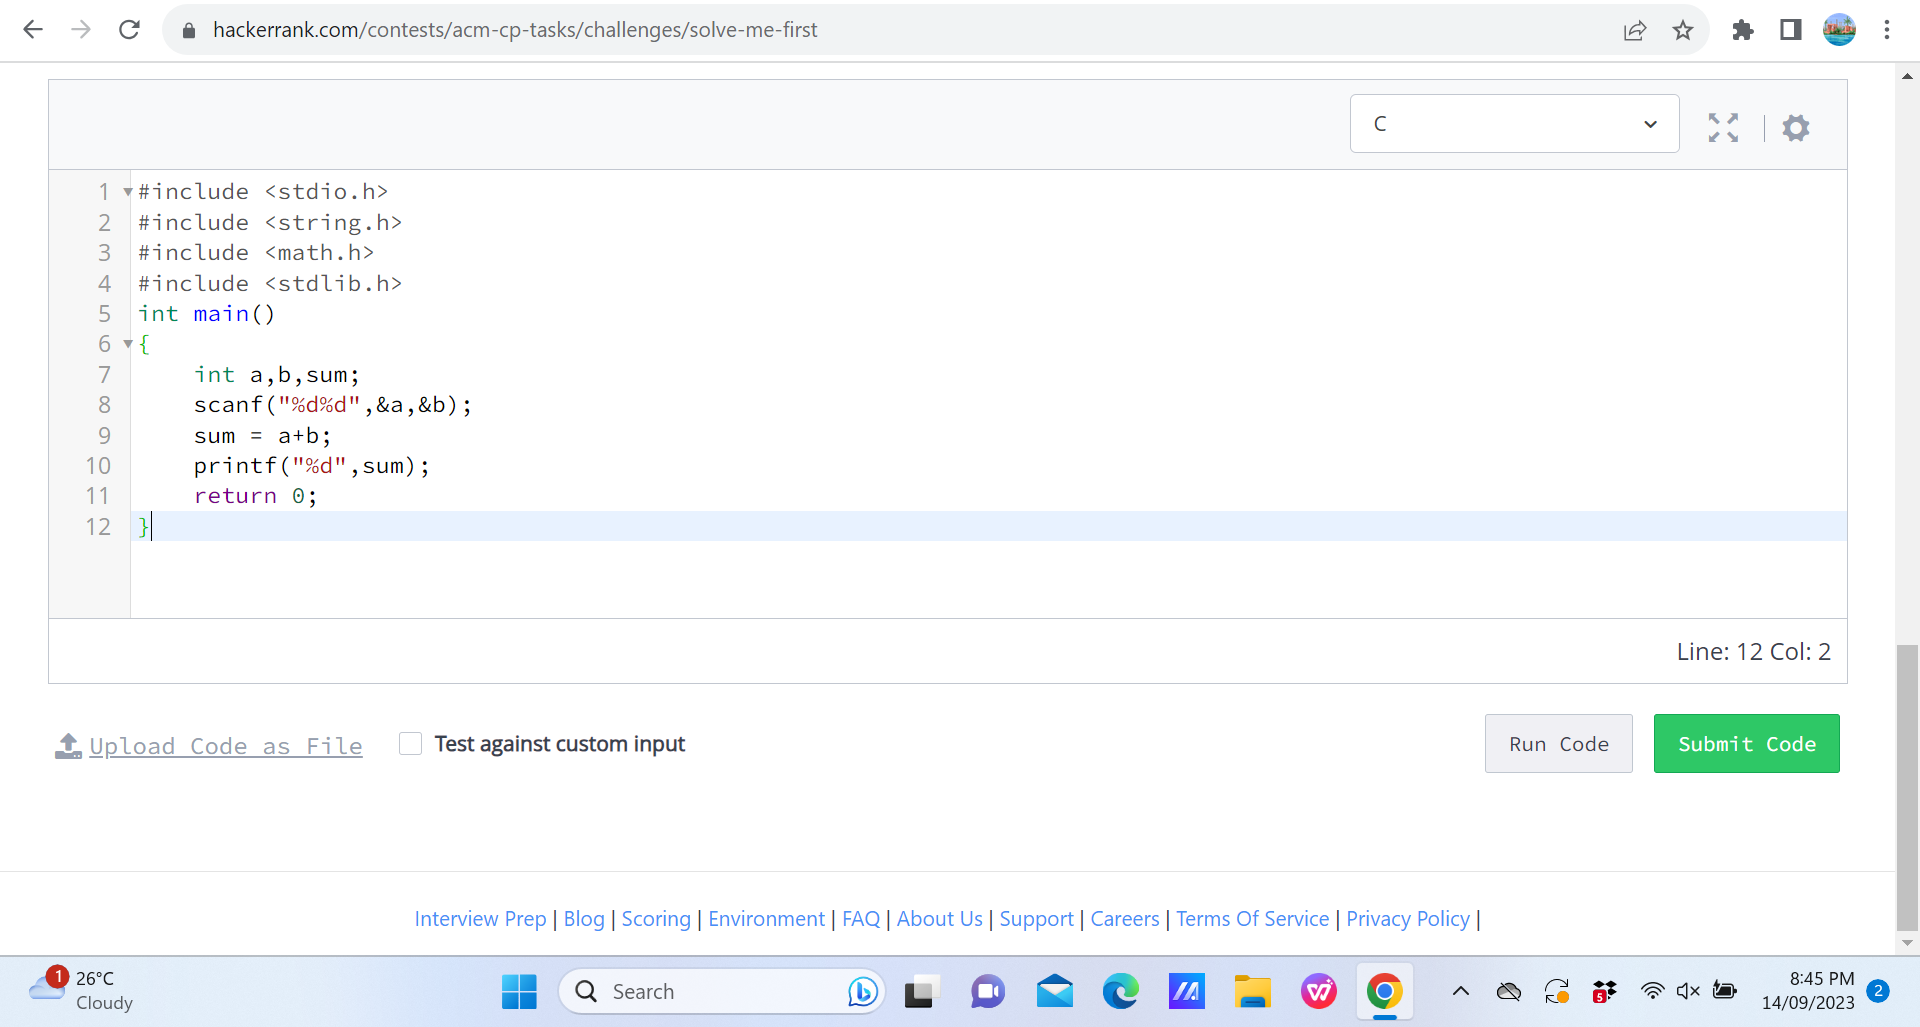 hackerrank.com/contests/acm-cp-tasks/challenges/solve-me-first
C
1 #include <stdio.h>
2 #include <string.h>
3 #include <math.h>
4 #include <stdlib.h>
5 int main()
6 {
7     int a,b,sum;
8     scanf("%d%d",&a,&b);
9     sum = a+b;
10     printf("%d",sum);
11     return 0;
12 }
Line: 12 Col: 2
Upload Code as File Test against custom input Run Code Submit Code
Interview Prep | Blog | Scoring | Environment | FAQ | About Us | Support | Careers | Terms Of Service | Privacy Policy |
1 26°C
Cloudy
Search
5
8:45 PM
14/09/2023
2